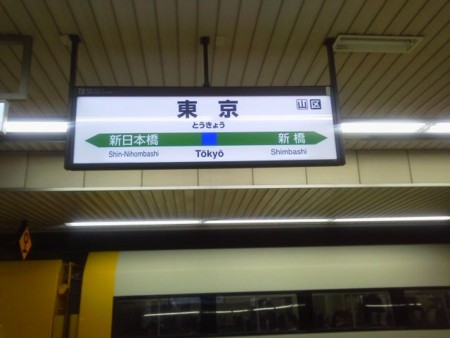 東京
山区
とうきょう
新日本橋
新橋
Shin-Nihombashi
Tōkyō
Shimbashi